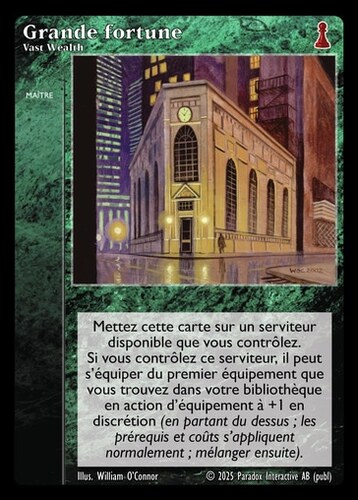 Grande fortune
Vast Wealth
MAÎTRE
Mettez cette carte sur un serviteur
disponible que vous contrôlez.
Si vous contrôlez ce serviteur, il peut
s'équiper du premier équipement que
vous trouvez dans votre bibliothèque
en action d'équipement à +1 en
discrétion (en partant du dessus ; les
prérequis et coûts s'appliquent
normalement ; mélanger ensuite).
Illus. William O'Connor
© 2025 Paradox Interactive AB (publ)